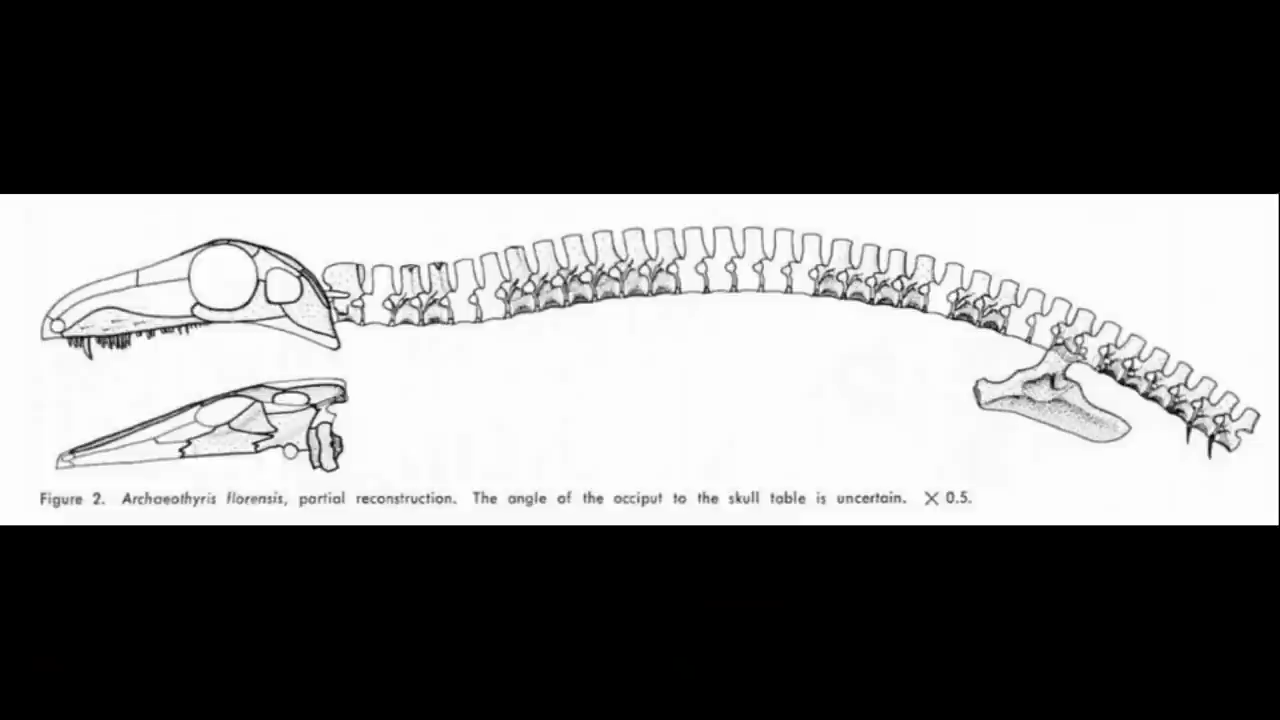 Figure 2. Archaeothyris florensis, partial reconstruction. The angle of the occiput to the skull table is uncertain. X 0.5.